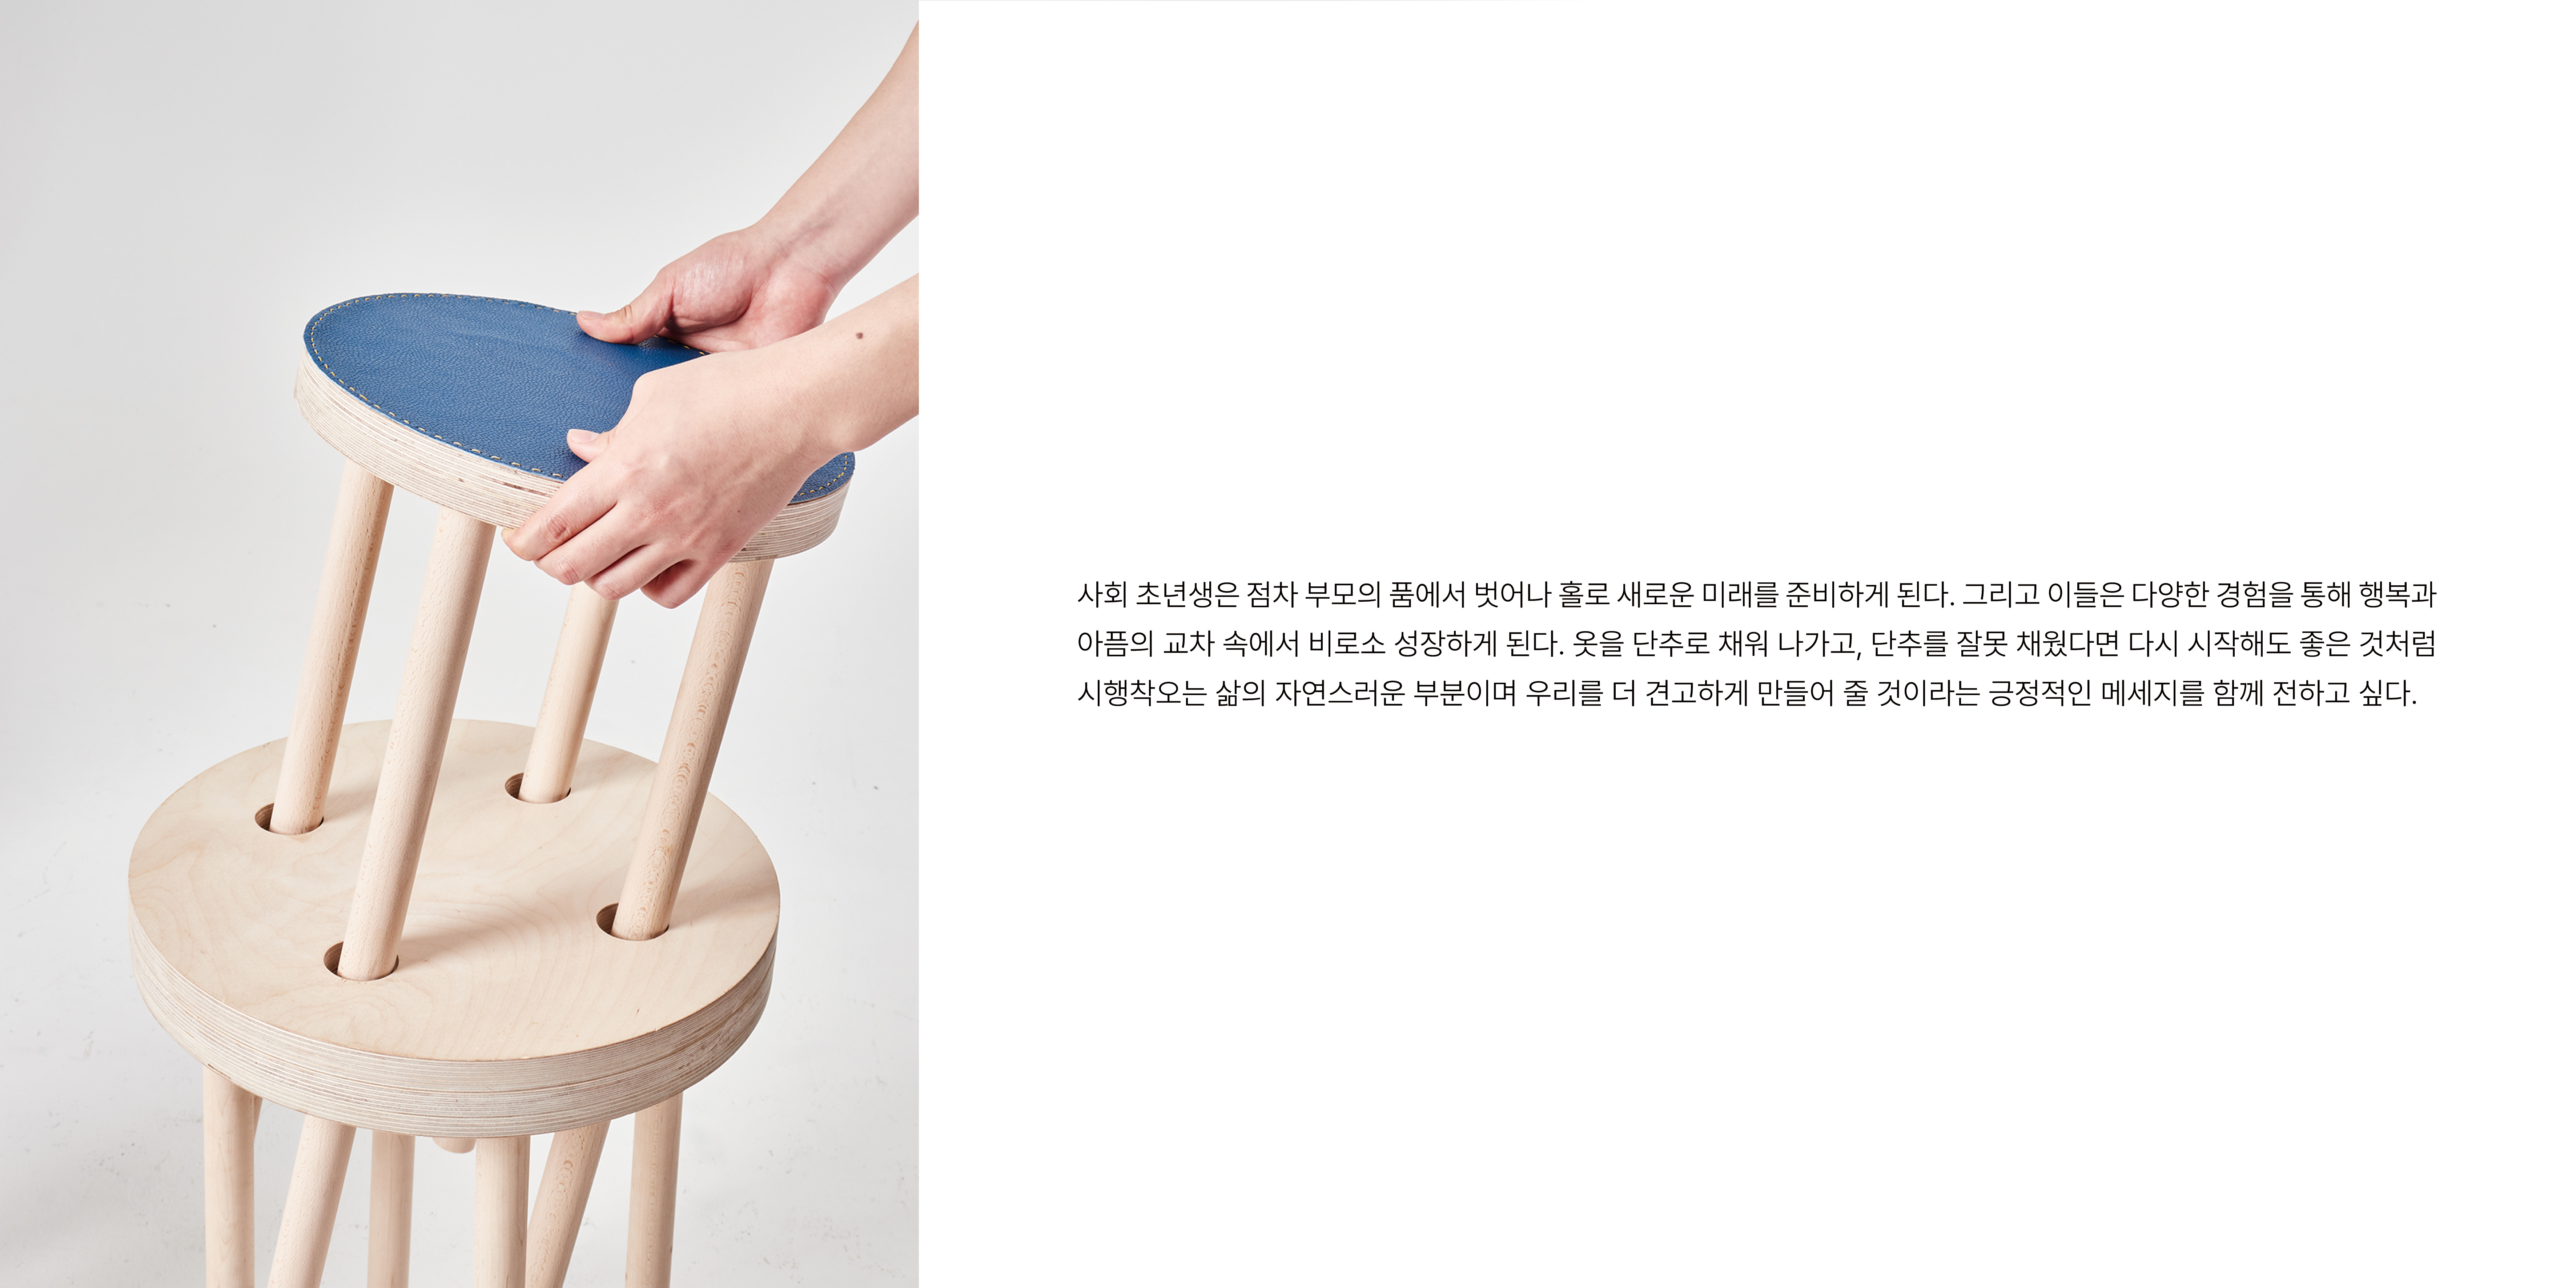 사회 초년생은 점차 부모의 품에서 벗어나 홀로 새로운 미래를 준비하게 된다. 그리고 이들은 다양한 경험을 통해 행복과
아픔의 교차 속에서 비로소 성장하게 된다. 옷을 단추로 채워 나가고, 단추를 잘못 채웠다면 다시 시작해도 좋은 것처럼
시행착오는 삶의 자연스러운 부분이며 우리를 더 견고하게 만들어 줄 것이라는 긍정적인 메세지를 함께 전하고 싶다.